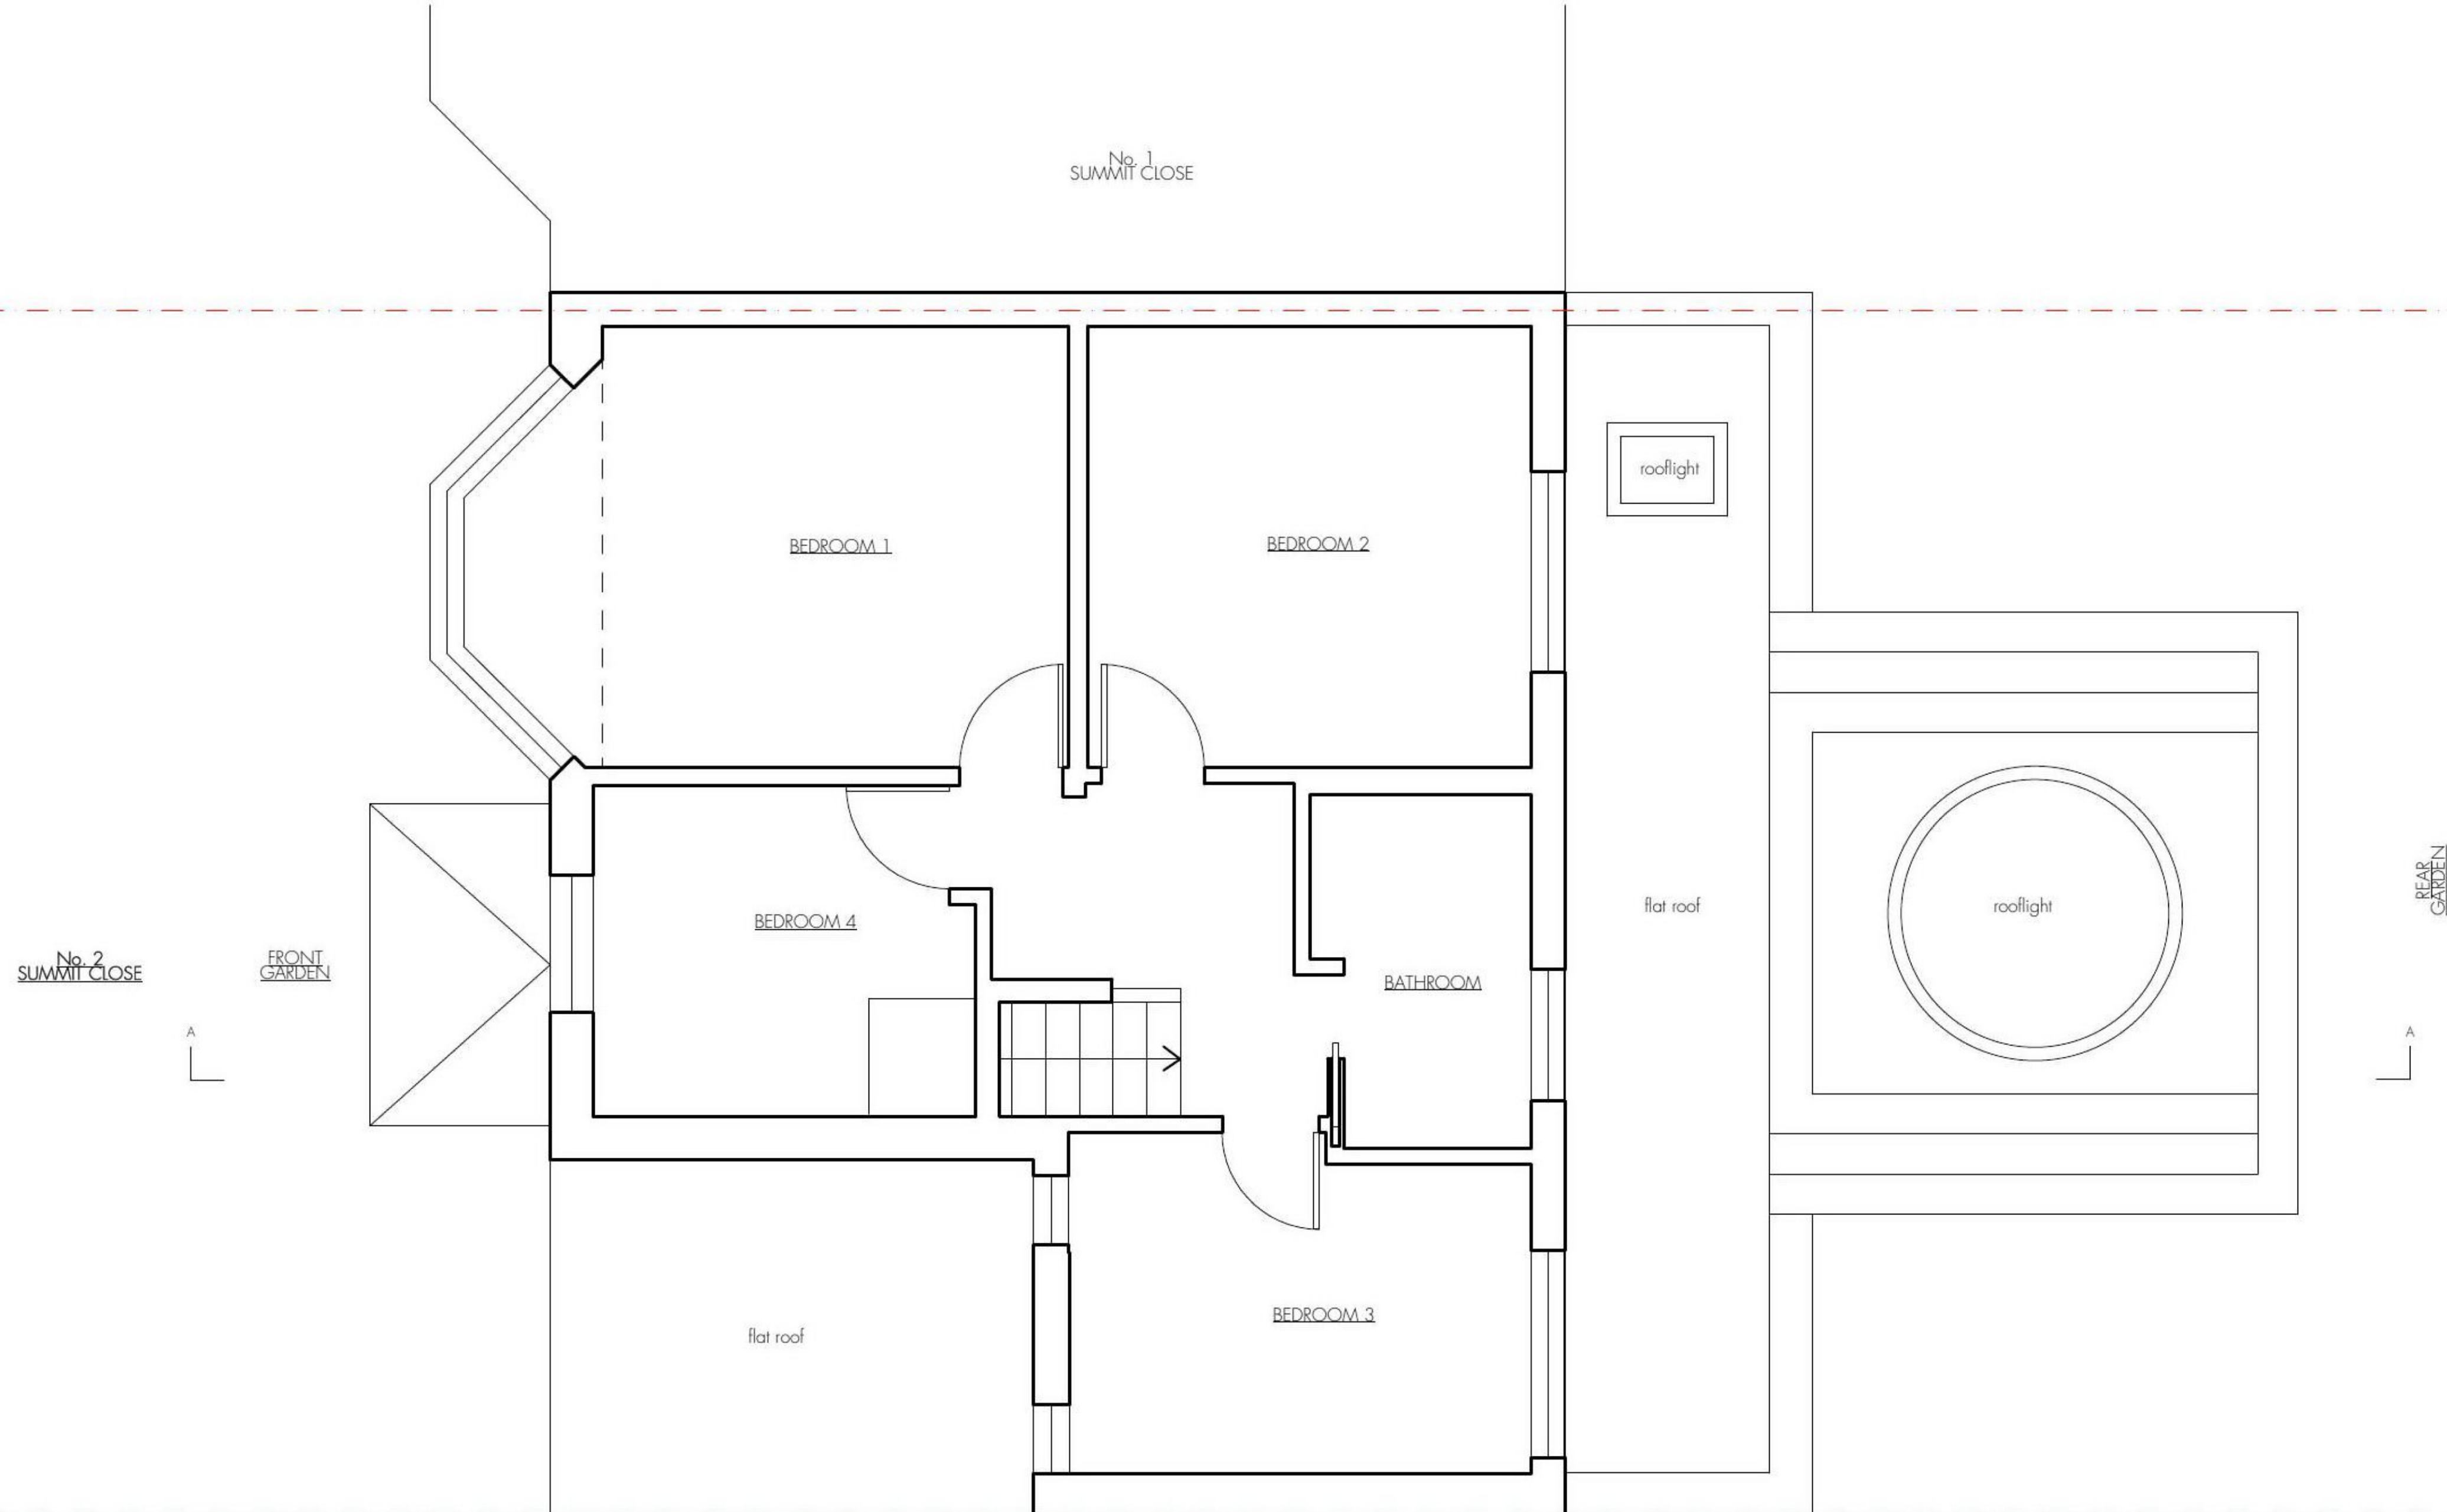 No. 1
SUMMIT CLOSE
rooflight
BEDROOM 1
BEDROOM 2
BEDROOM 4
flat roof
rooflight
REAR
GARDEN
No. 2
SUMMIT CLOSE
FRONT
GARDEN
BATHROOM
A
A
BEDROOM 3
flat roof